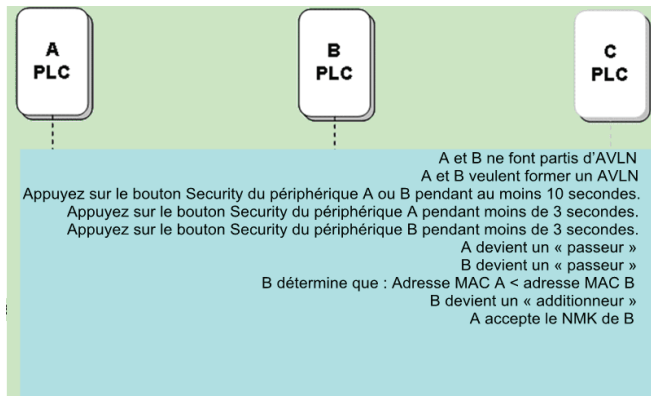 A
PLC
B
PLC
C
PLC
A et B ne font partis d'AVLN
A et B veulent former un AVLN
Appuyez sur le bouton Security du périphérique A ou B pendant au moins 10 secondes.
Appuyez sur le bouton Security du périphérique A pendant moins de 3 secondes.
Appuyez sur le bouton Security du périphérique B pendant moins de 3 secondes.
A devient un « passeur »
B devient un « passeur »
B détermine que : Adresse MAC A < adresse MAC B
B devient un « additionneur »
A accepte le NMK de B